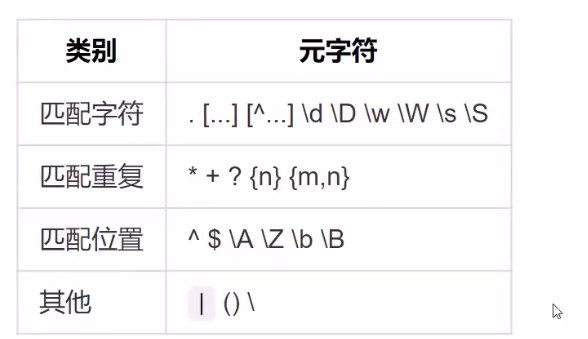 类别 元字符
匹配字符 . [...] [^...] \d \D \w \W \s \S
匹配重复 * + ? {n} {m,n}
匹配位置 ^ $ \A \Z \b \B
其他 | () \